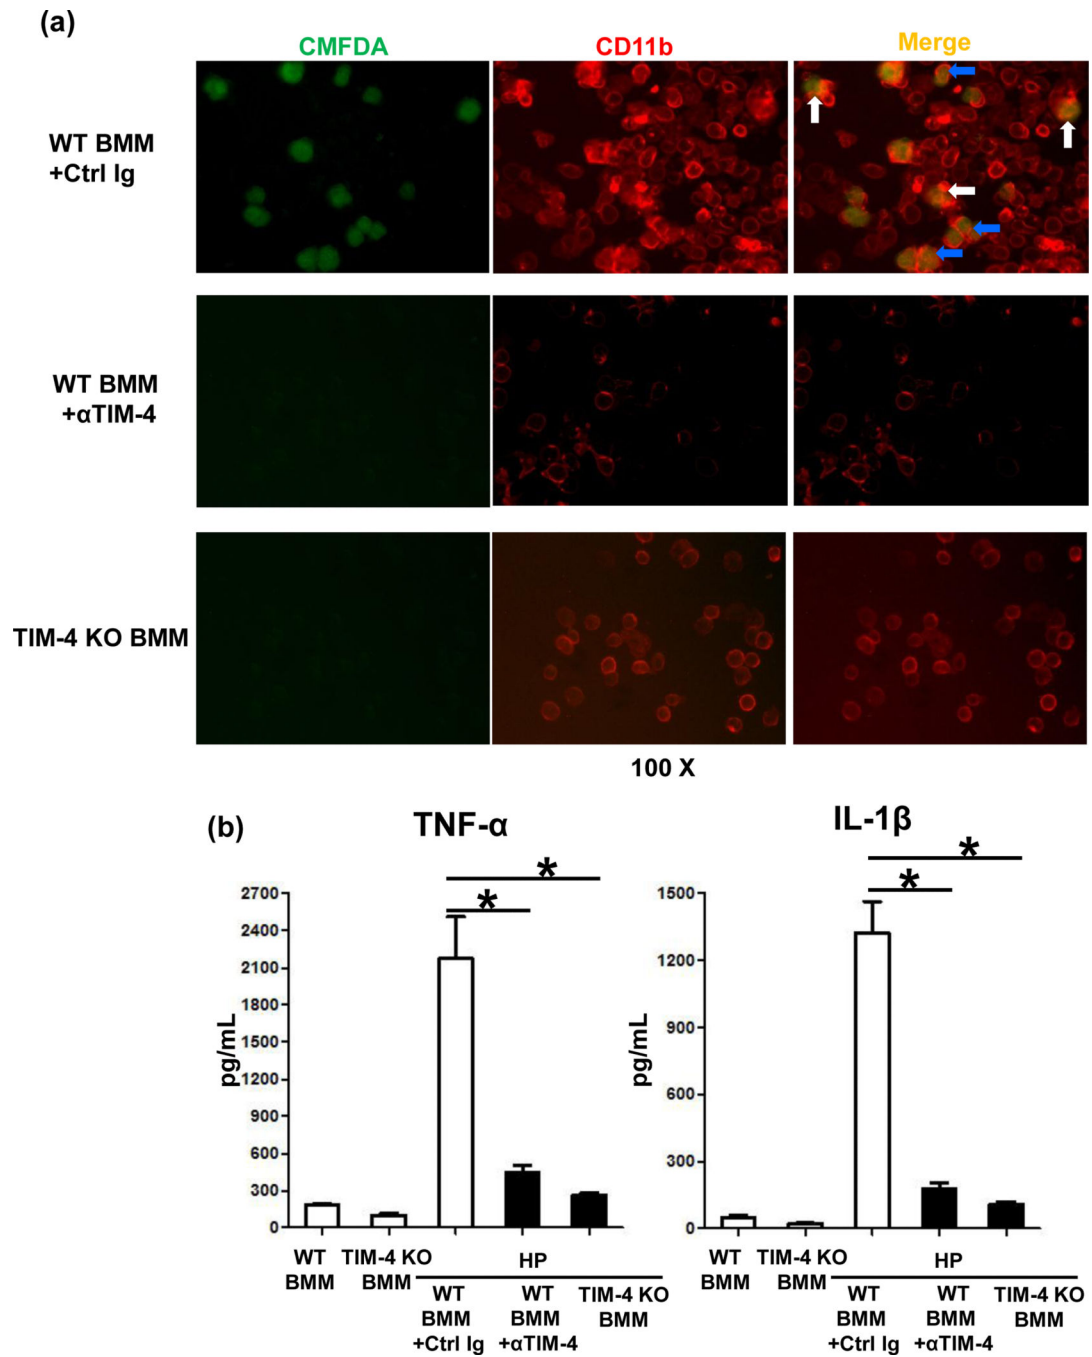 (a)
CMFDA
CD11b
Merge
WT BMM
+Ctrl Ig
WT BMM
+αTIM-4
TIM-4 KO BMM
100 X
(b)
TNF-α
IL-1β
*
*
*
*
pg/mL
2700
2400
2100
1800
1500
1200
900
600
300
0
pg/mL
1500
1200
900
600
300
0
WT
BMM
TIM-4 KO
BMM
HP
WT
BMM
+Ctrl Ig
WT
BMM
+αTIM-4
TIM-4 KO
BMM
WT
BMM
TIM-4 KO
BMM
HP
WT
BMM
+Ctrl Ig
WT
BMM
+αTIM-4
TIM-4 KO
BMM